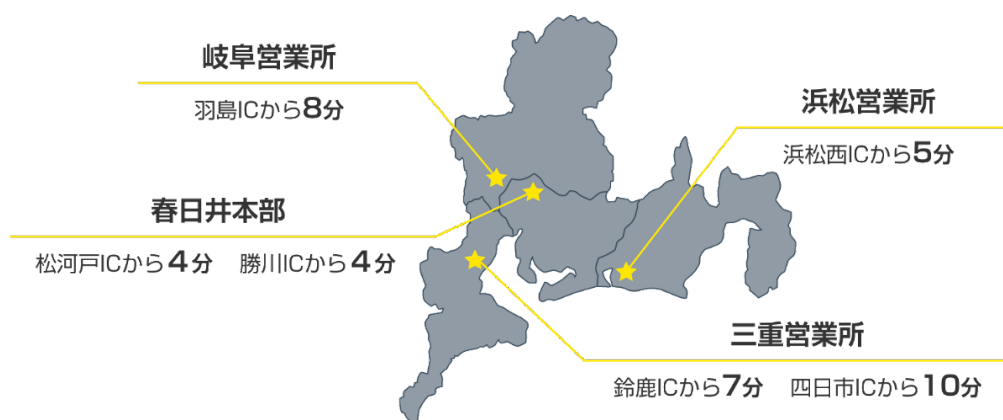 岐阜営業所
羽島ICから8分
浜松営業所
浜松西ICから5分
春日井本部
松河戸ICから4分 勝川ICから4分
三重営業所
鈴鹿ICから7分 四日市ICから10分